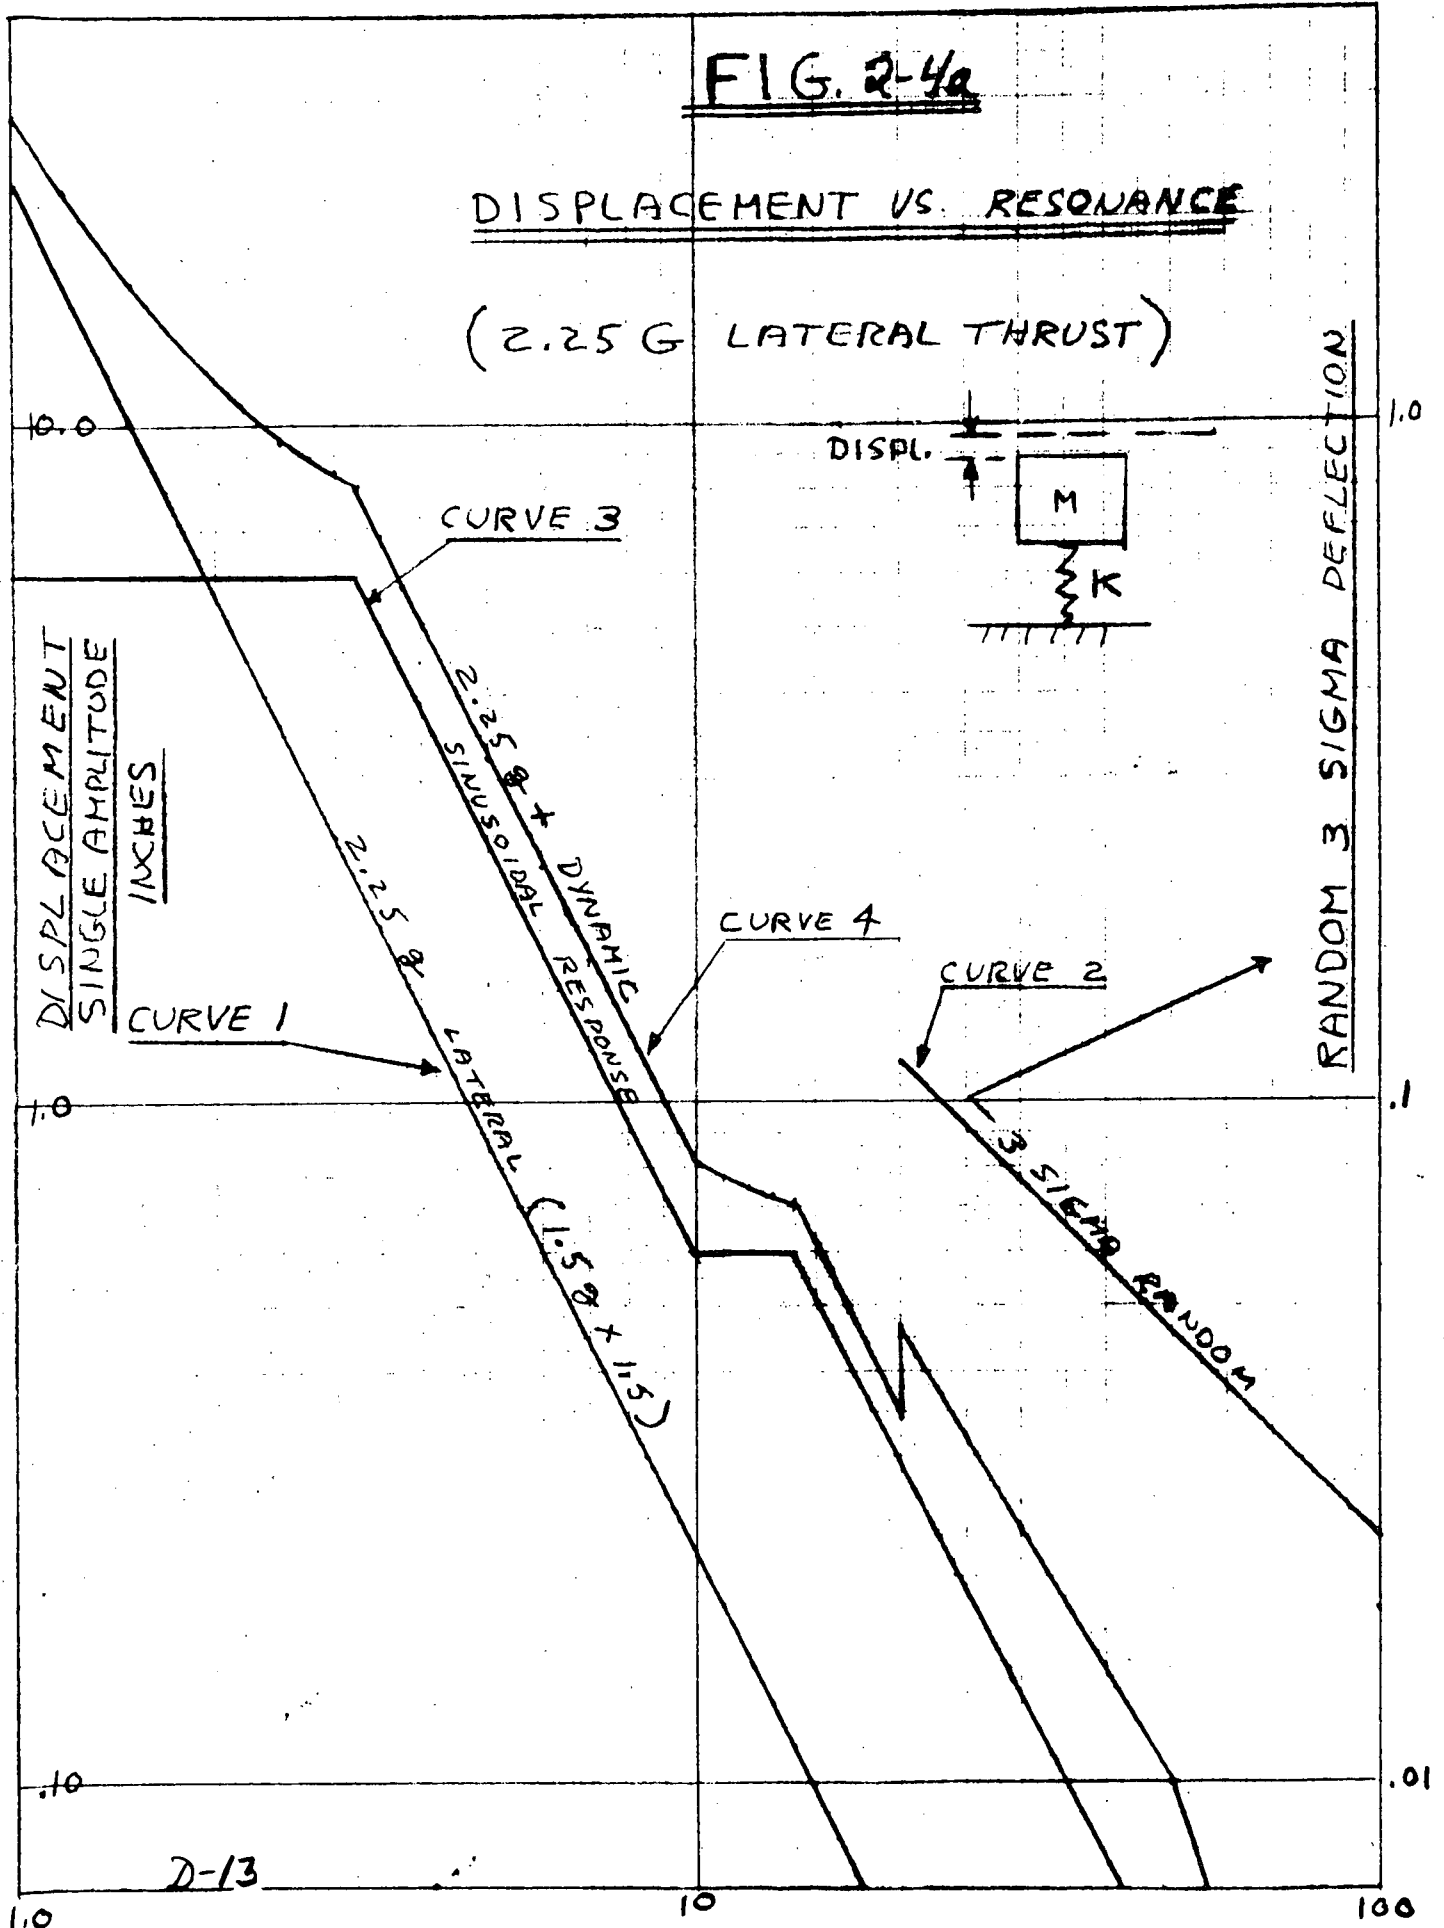 FIG. 2-4a
DISPLACEMENT VS. RESONANCE
(2.25 G LATERAL THRUST)
10.0
1.0
DISPL.
M
K
CURVE 3
RANDOM 3 SIGMA DEFLECTION
DISPLACEMENT
SINGLE AMPLITUDE
INCHES
2.25 g + DYNAMIC
SINUSOIDAL RESPONSE
CURVE 4
CURVE 2
CURVE 1
2.25 g LATERAL (1.5 g x 1.5)
1.0
.1
3 SIGMA RANDOM
.10
.01
D-13
1.0
10
100